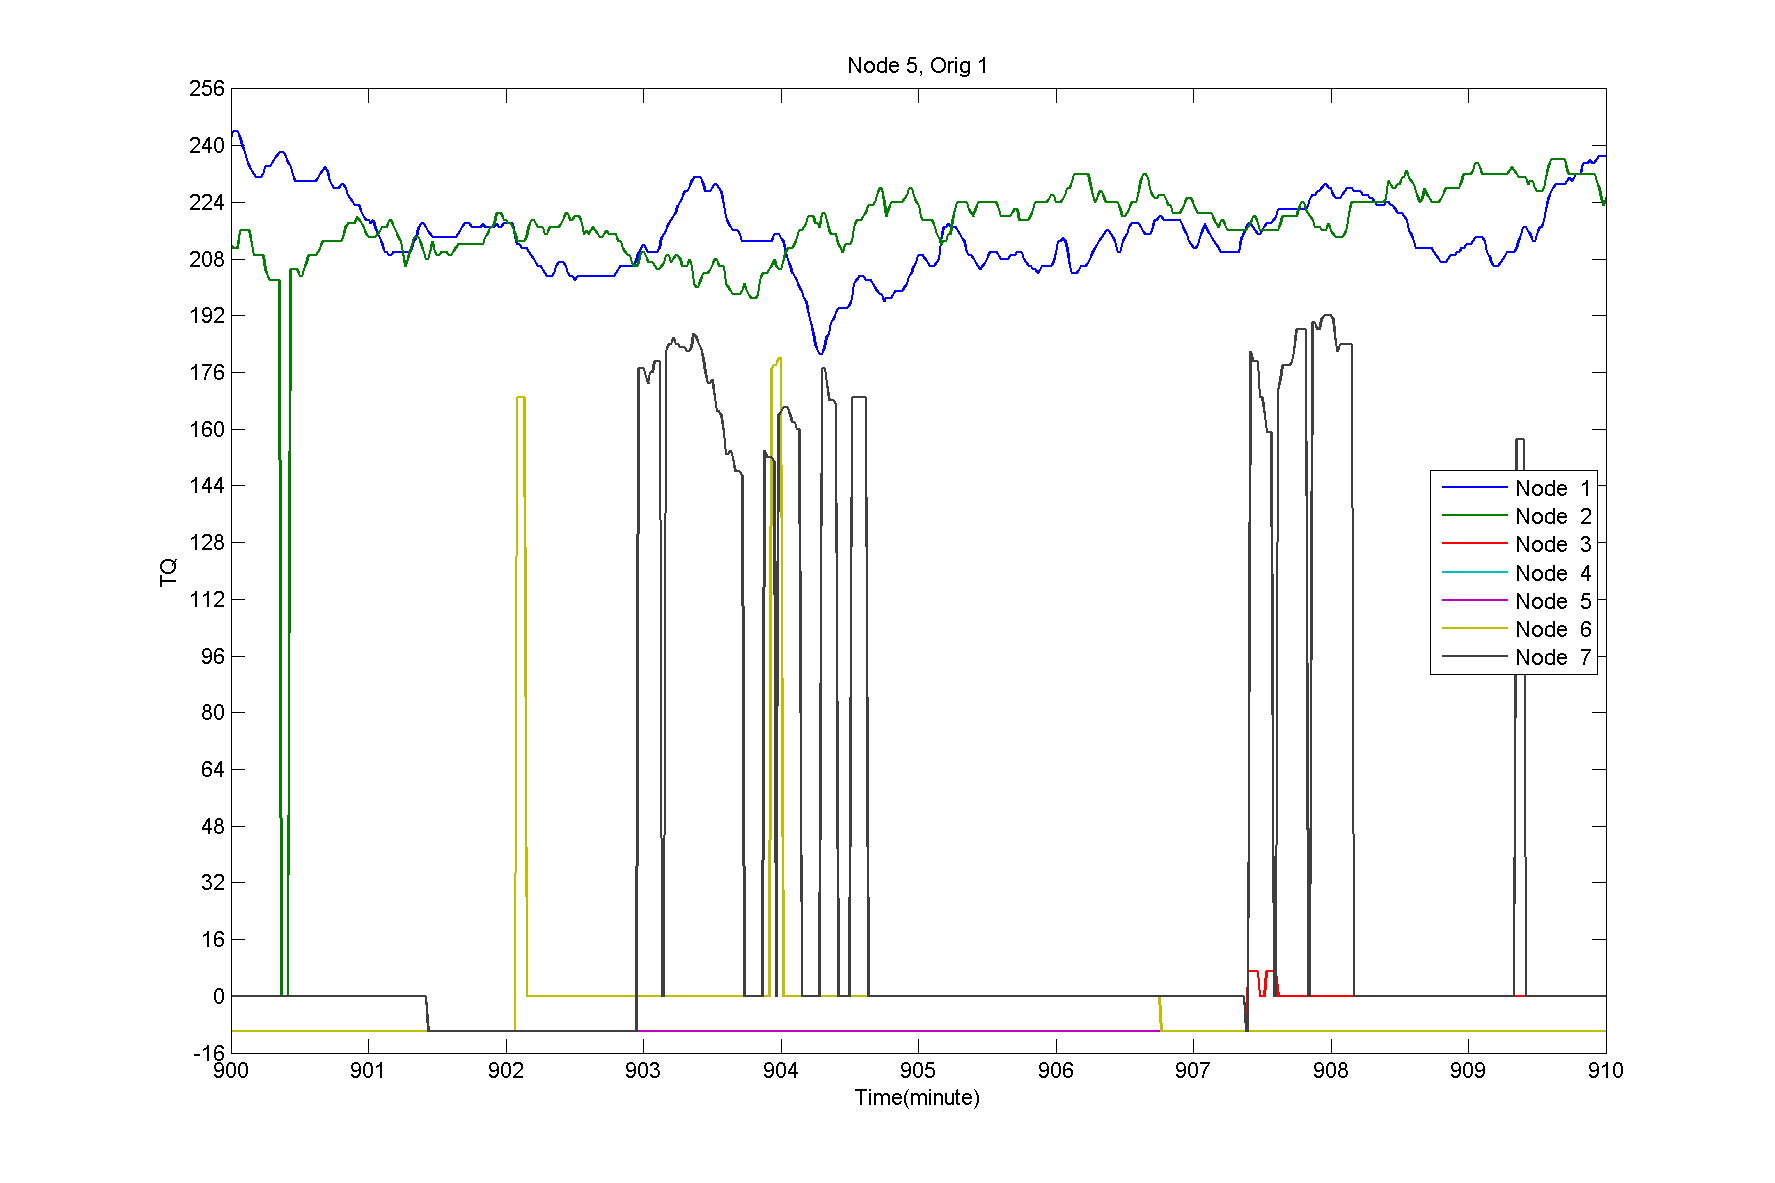 Node 5, Orig 1
256
240
224
208
192
176
160
144
128
112
96
80
64
48
32
16
0
-16
TQ
Node 1
Node 2
Node 3
Node 4
Node 5
Node 6
Node 7
900 901 902 903 904 905 906 907 908 909 910
Time(minute)